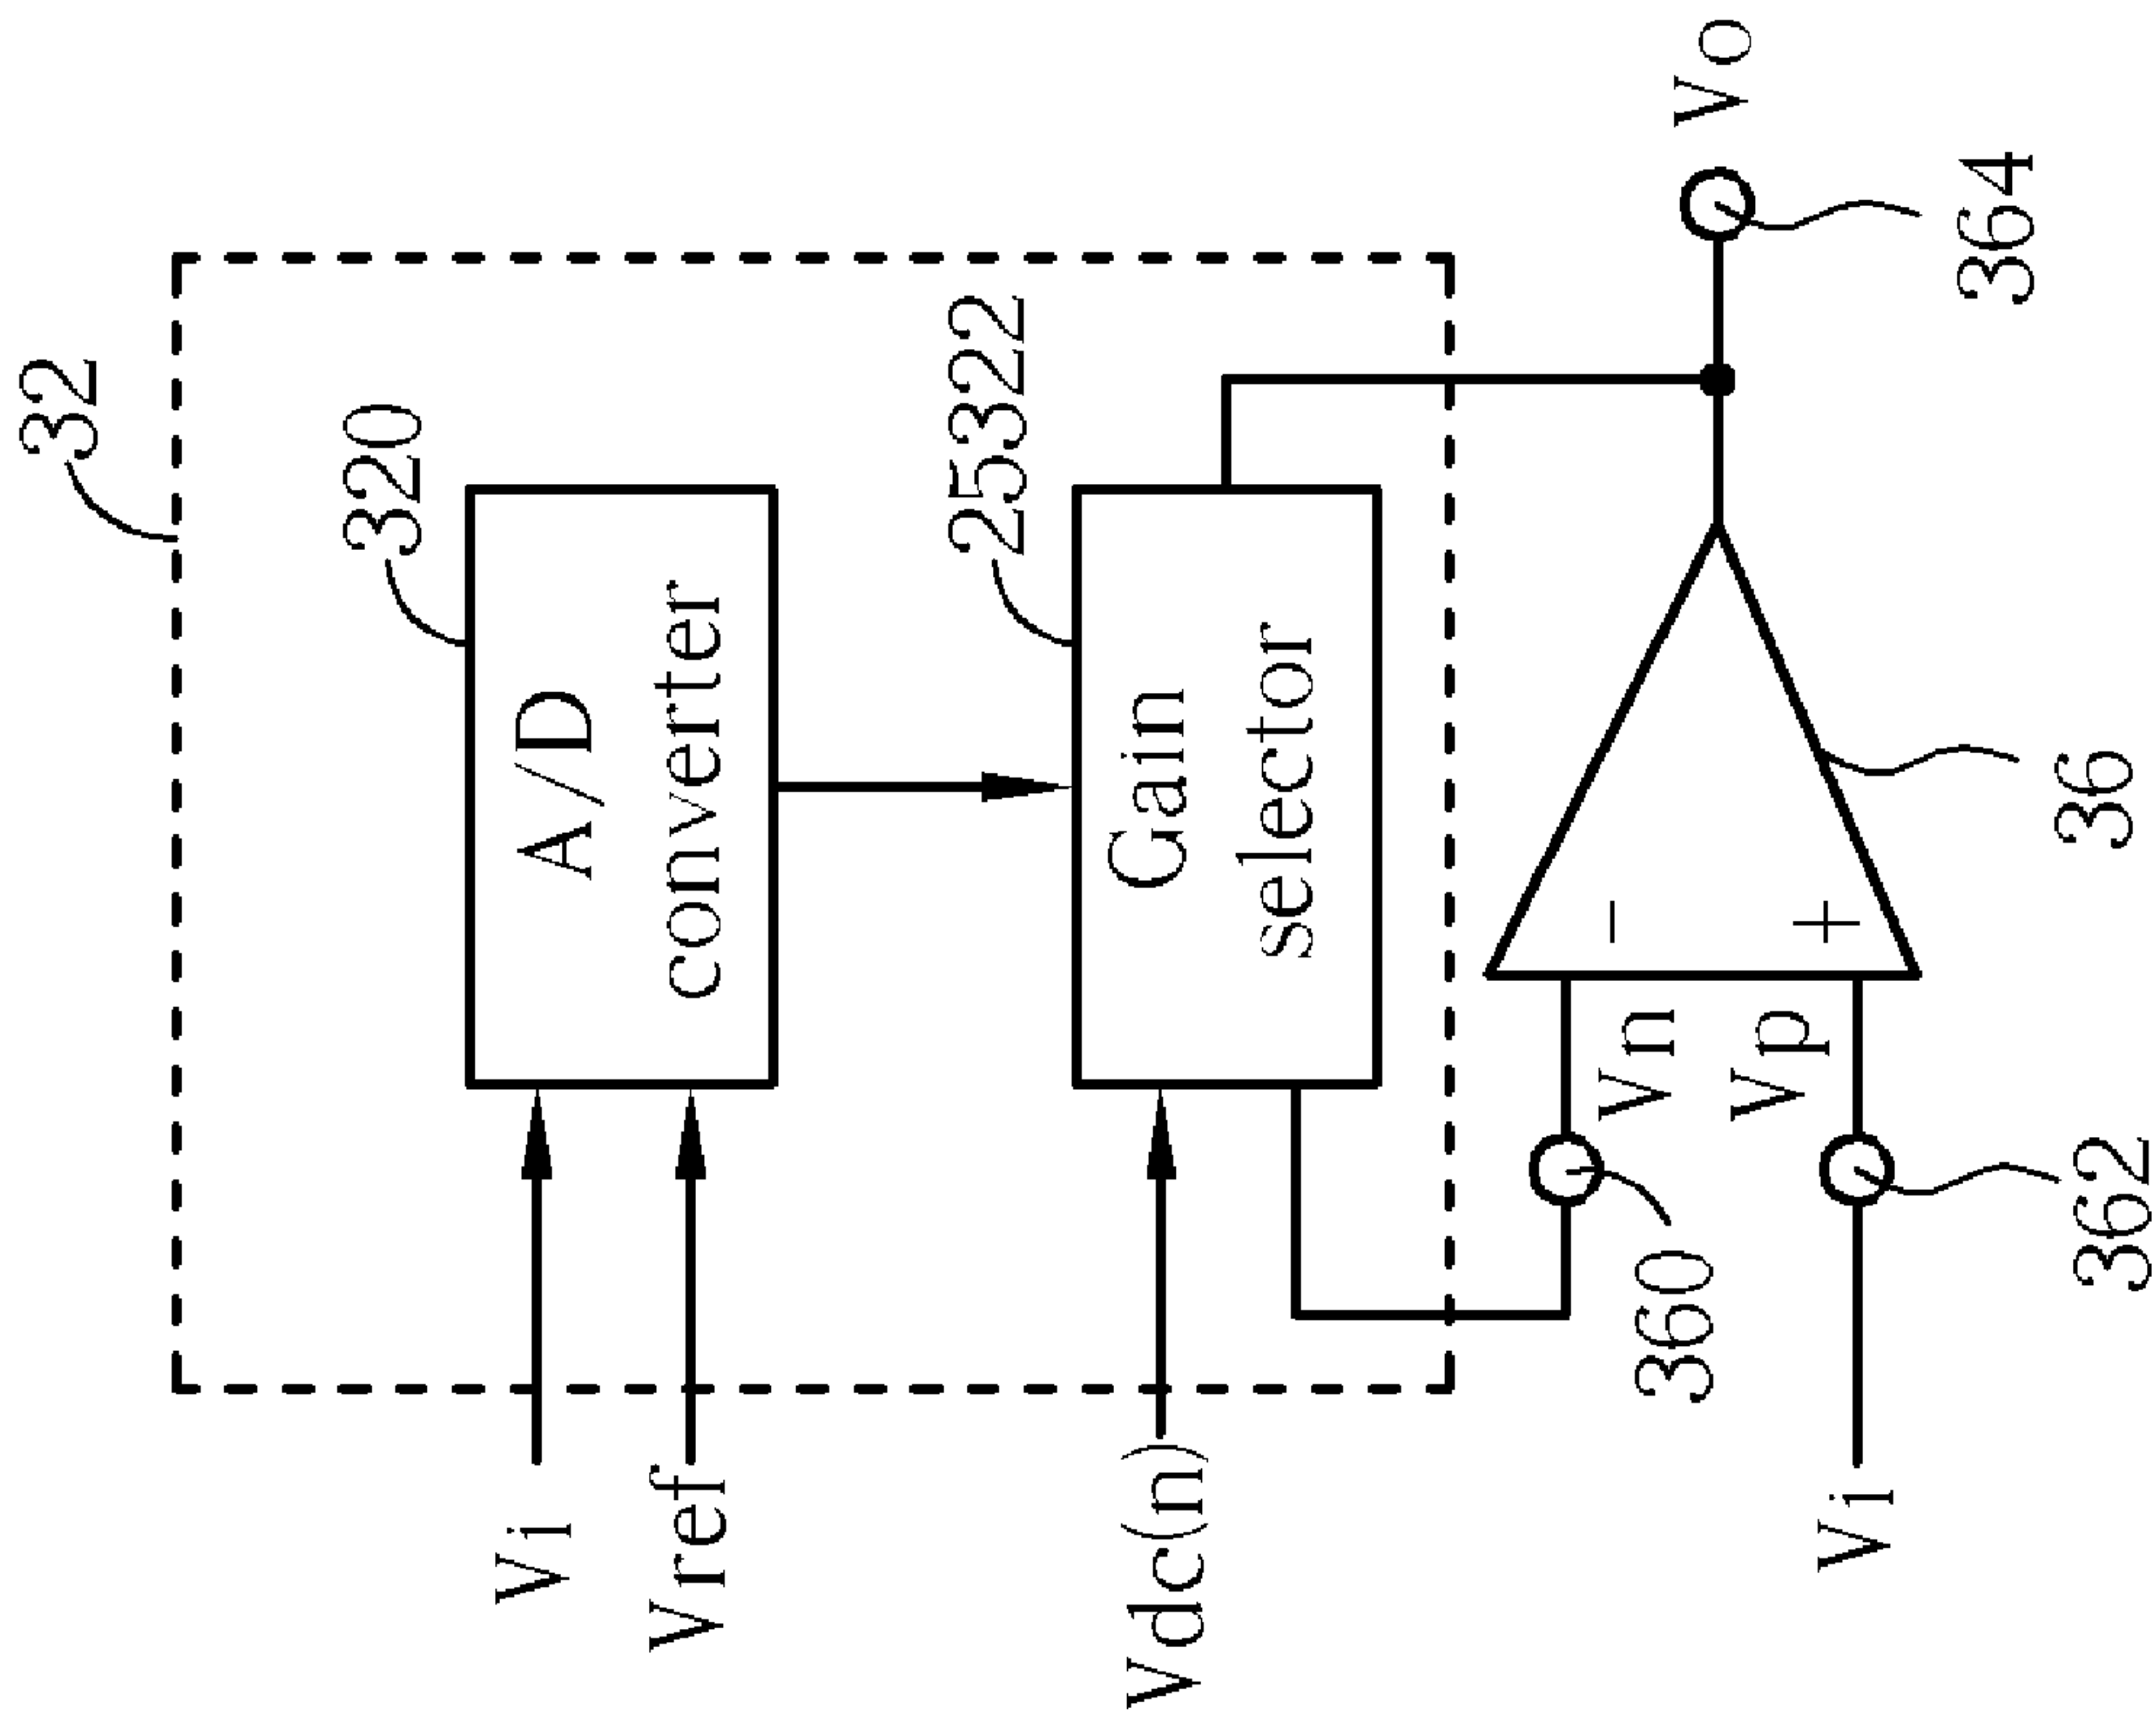 32
320
Vi
A/D
converter
Vref
25322
Vdc(n)
Gain
selector
Vo
Vn
−
360
Vp
+
364
Vi
36
362